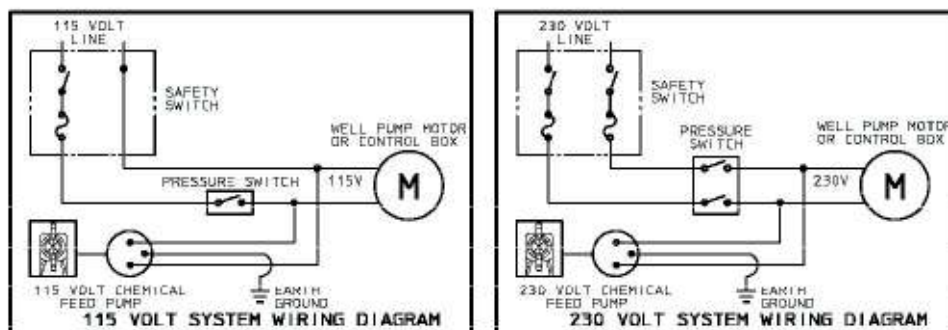 115 VOLT
LINE
SAFETY
SWITCH
WELL PUMP MOTOR
OR CONTROL BOX
PRESSURE SWITCH
115V
M
115 VOLT CHEMICAL
FEED PUMP
EARTH
GROUND
115 VOLT SYSTEM WIRING DIAGRAM
230 VOLT
LINE
SAFETY
SWITCH
PRESSURE
SWITCH
WELL PUMP MOTOR
OR CONTROL BOX
230V
M
230 VOLT CHEMICAL
FEED PUMP
EARTH
GROUND
230 VOLT SYSTEM WIRING DIAGRAM